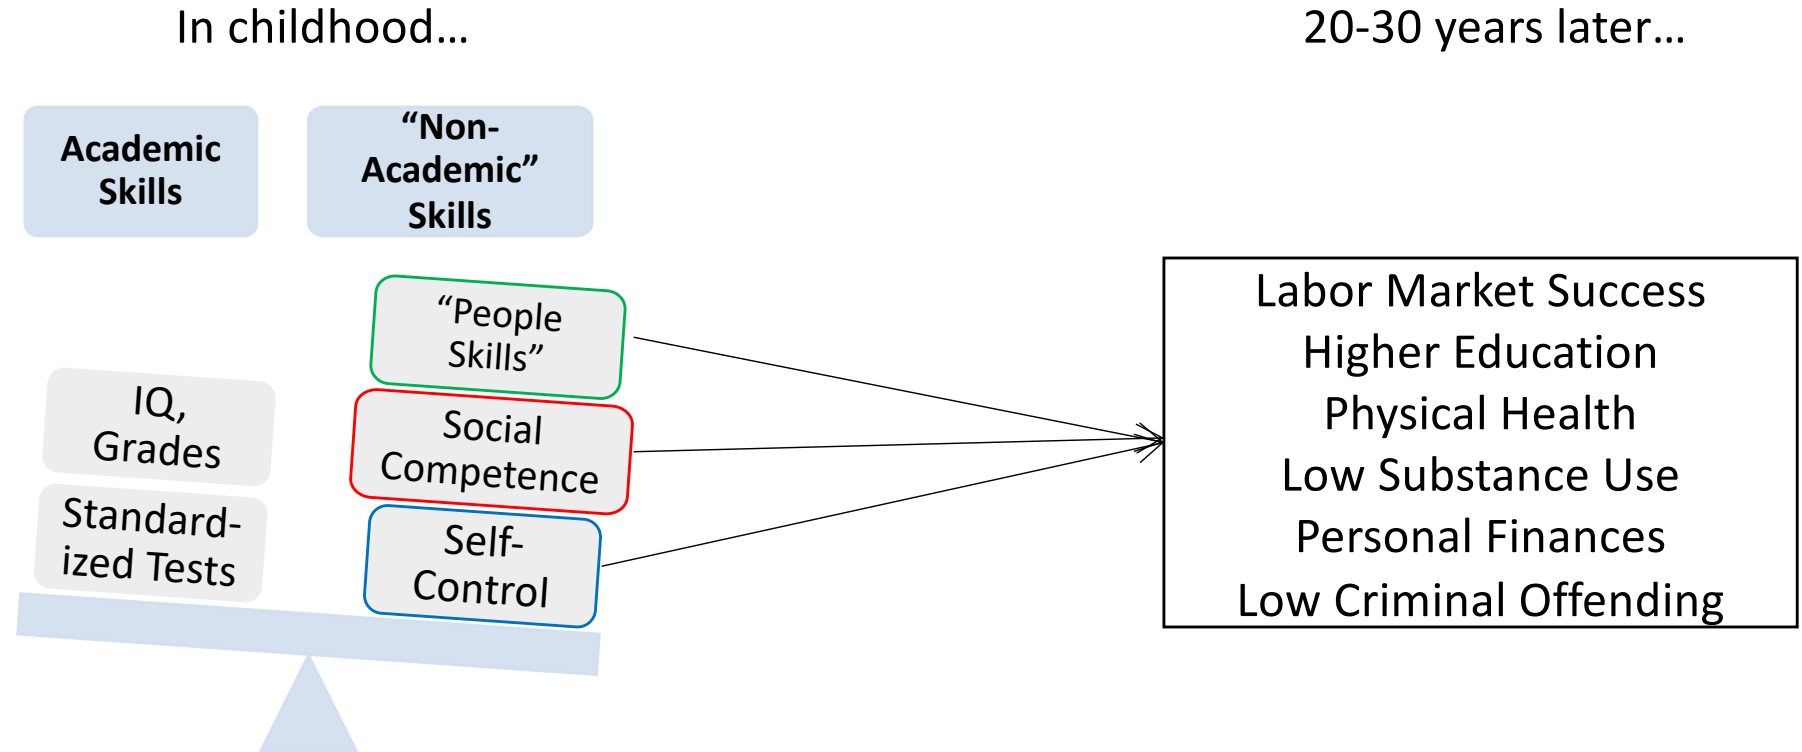 In childhood…
20-30 years later…
Academic
Skills
“Non-
Academic”
Skills
“People
Skills”
Social
Competence
Self-
Control
IQ,
Grades
Standard-
ized Tests
Labor Market Success
Higher Education
Physical Health
Low Substance Use
Personal Finances
Low Criminal Offending